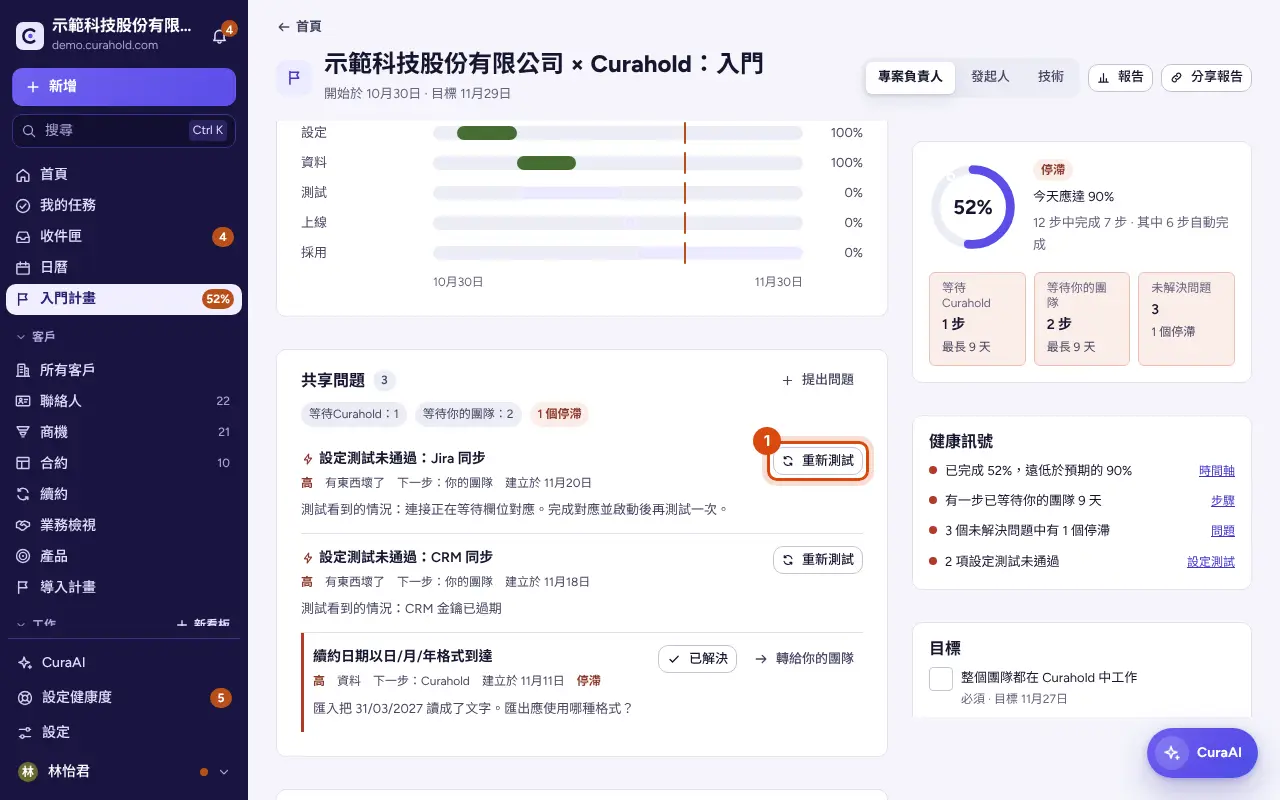 示範科技股份有限...
demo.curahold.com
4
新增
搜尋
Ctrl K
首頁
我的任務
收件匣
4
日曆
入門計畫
52%
客戶
所有客戶
聯絡人
22
商機
21
合約
10
續約
業務檢視
產品
導入計畫
工作
新看板
CuraAI
設定健康度
5
設定
林
林怡君
首頁
示範科技股份有限公司 × Curahold：入門
開始於 10月30日 · 目標 11月29日
專案負責人
發起人
技術
報告
分享報告
設定
100%
資料
100%
測試
0%
上線
0%
採用
0%
10月30日
11月30日
共享問題
3
提出問題
等待Curahold：1
等待你的團隊：2
1 個停滯
1
設定測試未通過：Jira 同步
重新測試
高 有東西壞了 下一步：你的團隊 建立於 11月20日
測試看到的情況：連接正在等待欄位對應。完成對應並啟動後再測試一次。
設定測試未通過：CRM 同步
重新測試
高 有東西壞了 下一步：你的團隊 建立於 11月18日
測試看到的情況：CRM 金鑰已過期
續約日期以日/月/年格式到達
已解決
轉給你的團隊
高 資料 下一步：Curahold 建立於 11月11日 停滯
匯入把 31/03/2027 讀成了文字。匯出應使用哪種格式？
52%
停滯
今天應達 90%
12 步中完成 7 步 · 其中 6 步自動完
成
等待
Curahold
1 步
最長 9 天
等待你的團
隊
2 步
最長 9 天
未解決問題
3
1 個停滯
健康訊號
已完成 52%，遠低於預期的 90%
時間軸
有一步已等待你的團隊 9 天
步驟
3 個未解決問題中有 1 個停滯
問題
2 項設定測試未通過
設定測試
目標
整個團隊都在 Curahold 中工作
必須 · 目標 11月27日
CuraAI